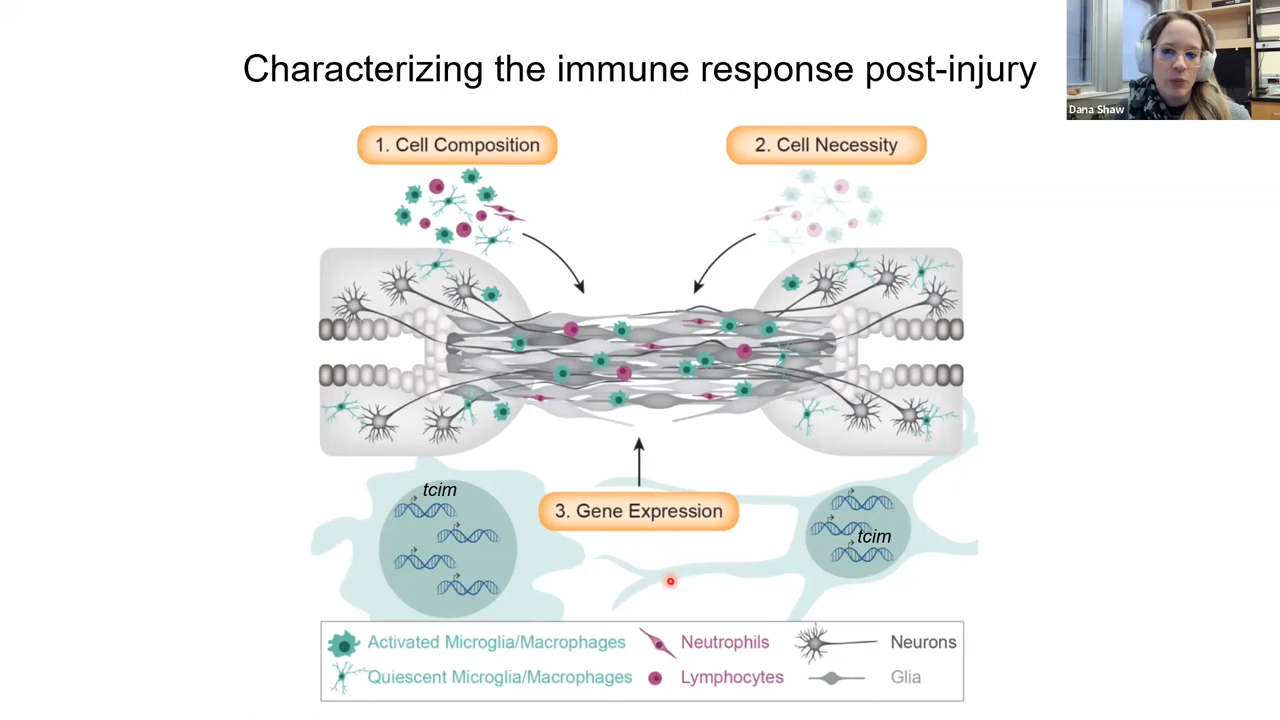 Characterizing the immune response post-injury
Dana Shaw
1. Cell Composition
2. Cell Necessity
tcim
3. Gene Expression
tcim
Activated Microglia/Macrophages
Neutrophils
Neurons
Quiescent Microglia/Macrophages
Lymphocytes
Glia